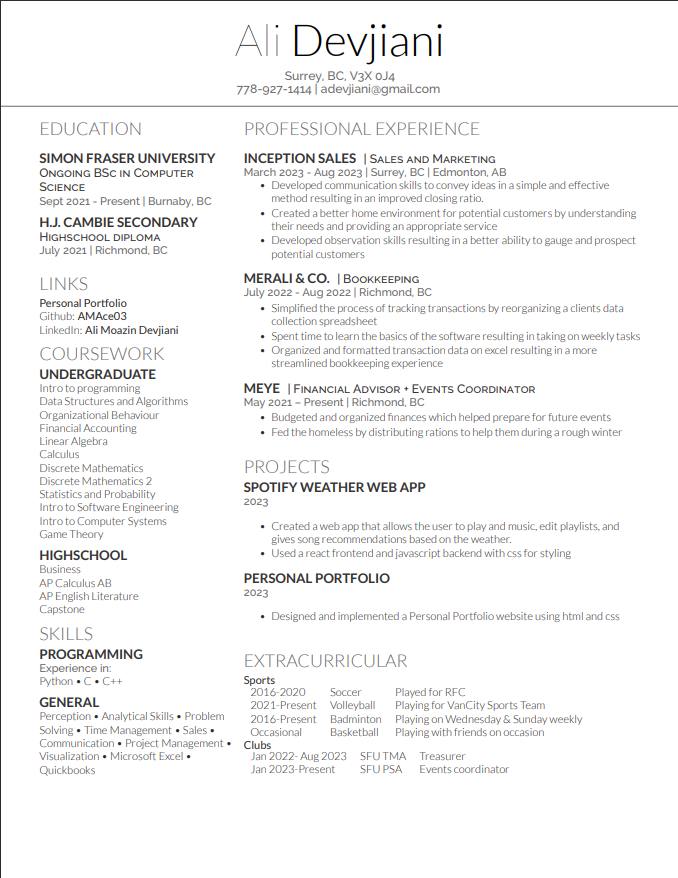 Ali Devjiani
Surrey, BC, V3X 0J4
778-927-1414 | adevjiani@gmail.com
EDUCATION
SIMON FRASER UNIVERSITY
Ongoing BSc in Computer
Science
Sept 2021 - Present | Burnaby, BC
H.J. CAMBIE SECONDARY
Highschool diploma
July 2021 | Richmond, BC
LINKS
Personal Portfolio
Github: AMAce03
LinkedIn: Ali Moazin Devjiani
COURSEWORK
UNDERGRADUATE
Intro to programming
Data Structures and Algorithms
Organizational Behaviour
Financial Accounting
Linear Algebra
Calculus
Discrete Mathematics
Discrete Mathematics 2
Statistics and Probability
Intro to Software Engineering
Intro to Computer Systems
Game Theory
HIGHSCHOOL
Business
AP Calculus AB
AP English Literature
Capstone
SKILLS
PROGRAMMING
Experience in:
Python • C • C++
GENERAL
Perception • Analytical Skills • Problem
Solving • Time Management • Sales •
Communication • Project Management •
Visualization • Microsoft Excel •
Quickbooks
PROFESSIONAL EXPERIENCE
INCEPTION SALES | Sales and Marketing
March 2023 - Aug 2023 | Surrey, BC | Edmonton, AB
• Developed communication skills to convey ideas in a simple and effective
method resulting in an improved closing ratio.
• Created a better home environment for potential customers by understanding
their needs and providing an appropriate service
• Developed observation skills resulting in a better ability to gauge and prospect
potential customers
MERALI & CO. | Bookkeeping
July 2022 - Aug 2022 | Richmond, BC
• Simplified the process of tracking transactions by reorganizing a clients data
collection spreadsheet
• Spent time to learn the basics of the software resulting in taking on weekly tasks
• Organized and formatted transaction data on excel resulting in a more
streamlined bookkeeping experience
MEYE | Financial Advisor + Events Coordinator
May 2021 – Present | Richmond, BC
• Budgeted and organized finances which helped prepare for future events
• Fed the homeless by distributing rations to help them during a rough winter
PROJECTS
SPOTIFY WEATHER WEB APP
2023
• Created a web app that allows the user to play and music, edit playlists, and
gives song recommendations based on the weather.
• Used a react frontend and javascript backend with css for styling
PERSONAL PORTFOLIO
2023
• Designed and implemented a Personal Portfolio website using html and css
EXTRACURRICULAR
Sports
2016-2020 Soccer Played for RFC
2021-Present Volleyball Playing for VanCity Sports Team
2016-Present Badminton Playing on Wednesday & Sunday weekly
Occasional Basketball Playing with friends on occasion
Clubs
Jan 2022- Aug 2023 SFU TMA Treasurer
Jan 2023-Present SFU PSA Events coordinator